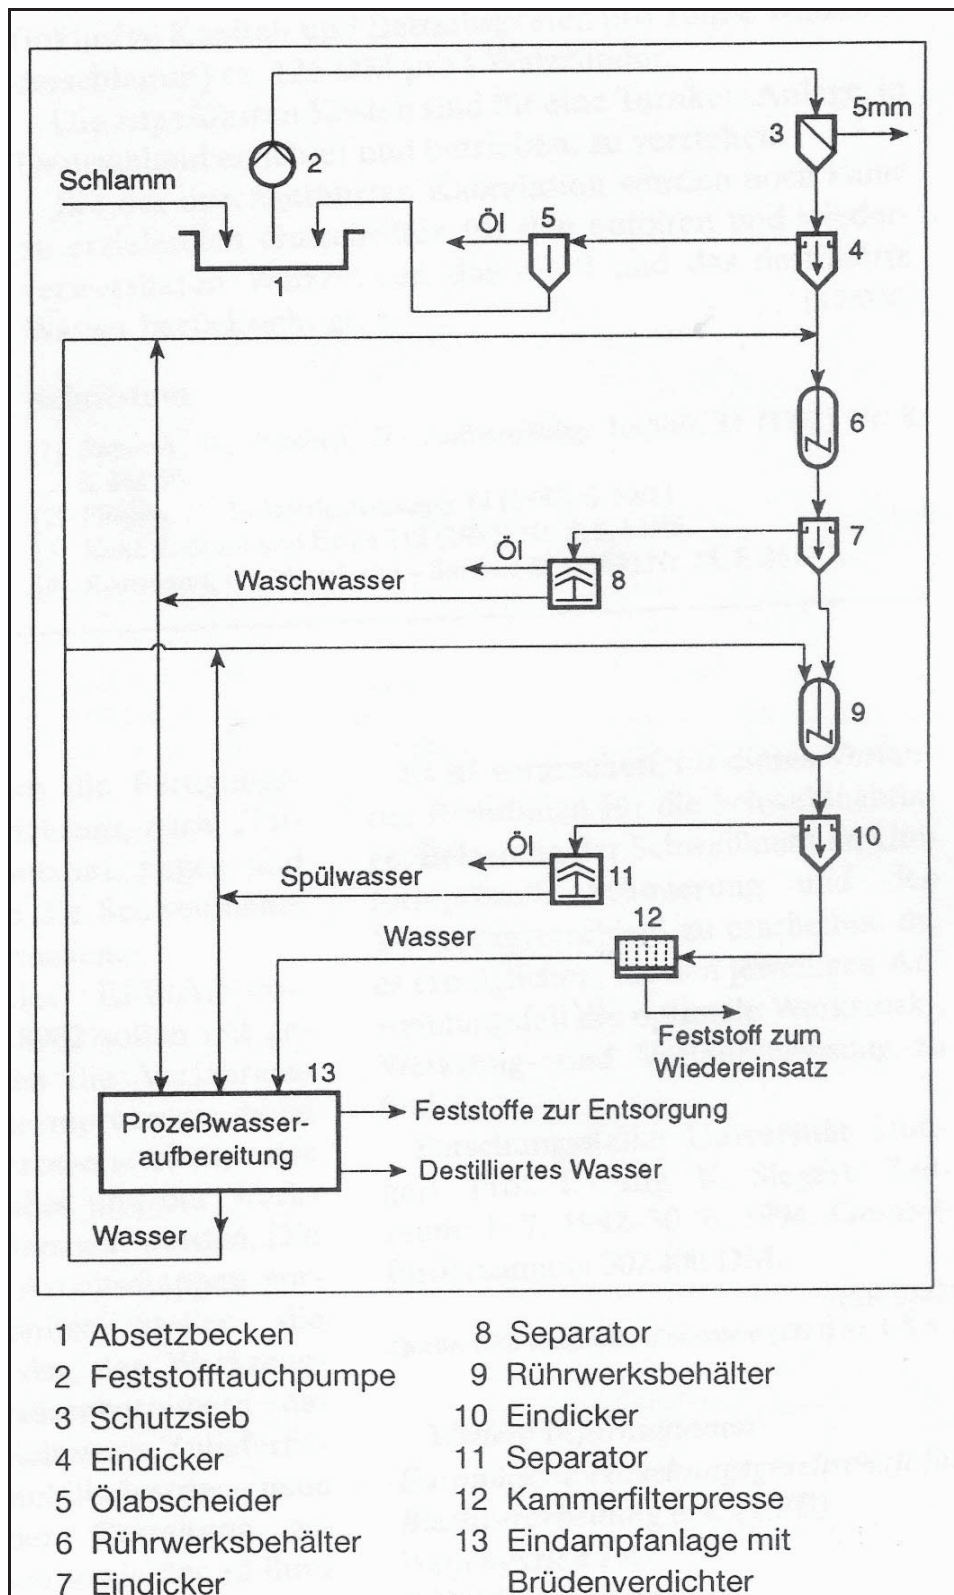 5mm
3
2
Schlamm
Öl
5
4
1
6
7
Öl
8
Waschwasser
9
10
Öl
11
Spülwasser
12
Wasser
Feststoff zum
Wiedereinsatz
13
Prozeßwasser-
aufbereitung
Feststoffe zur Entsorgung
Destilliertes Wasser
Wasser
1 Absetzbecken
2 Feststofftauchpumpe
3 Schutzsieb
4 Eindicker
5 Ölabscheider
6 Rührwerksbehälter
7 Eindicker
8 Separator
9 Rührwerksbehälter
10 Eindicker
11 Separator
12 Kammerfilterpresse
13 Eindampfanlage mit
Brüdenverdichter